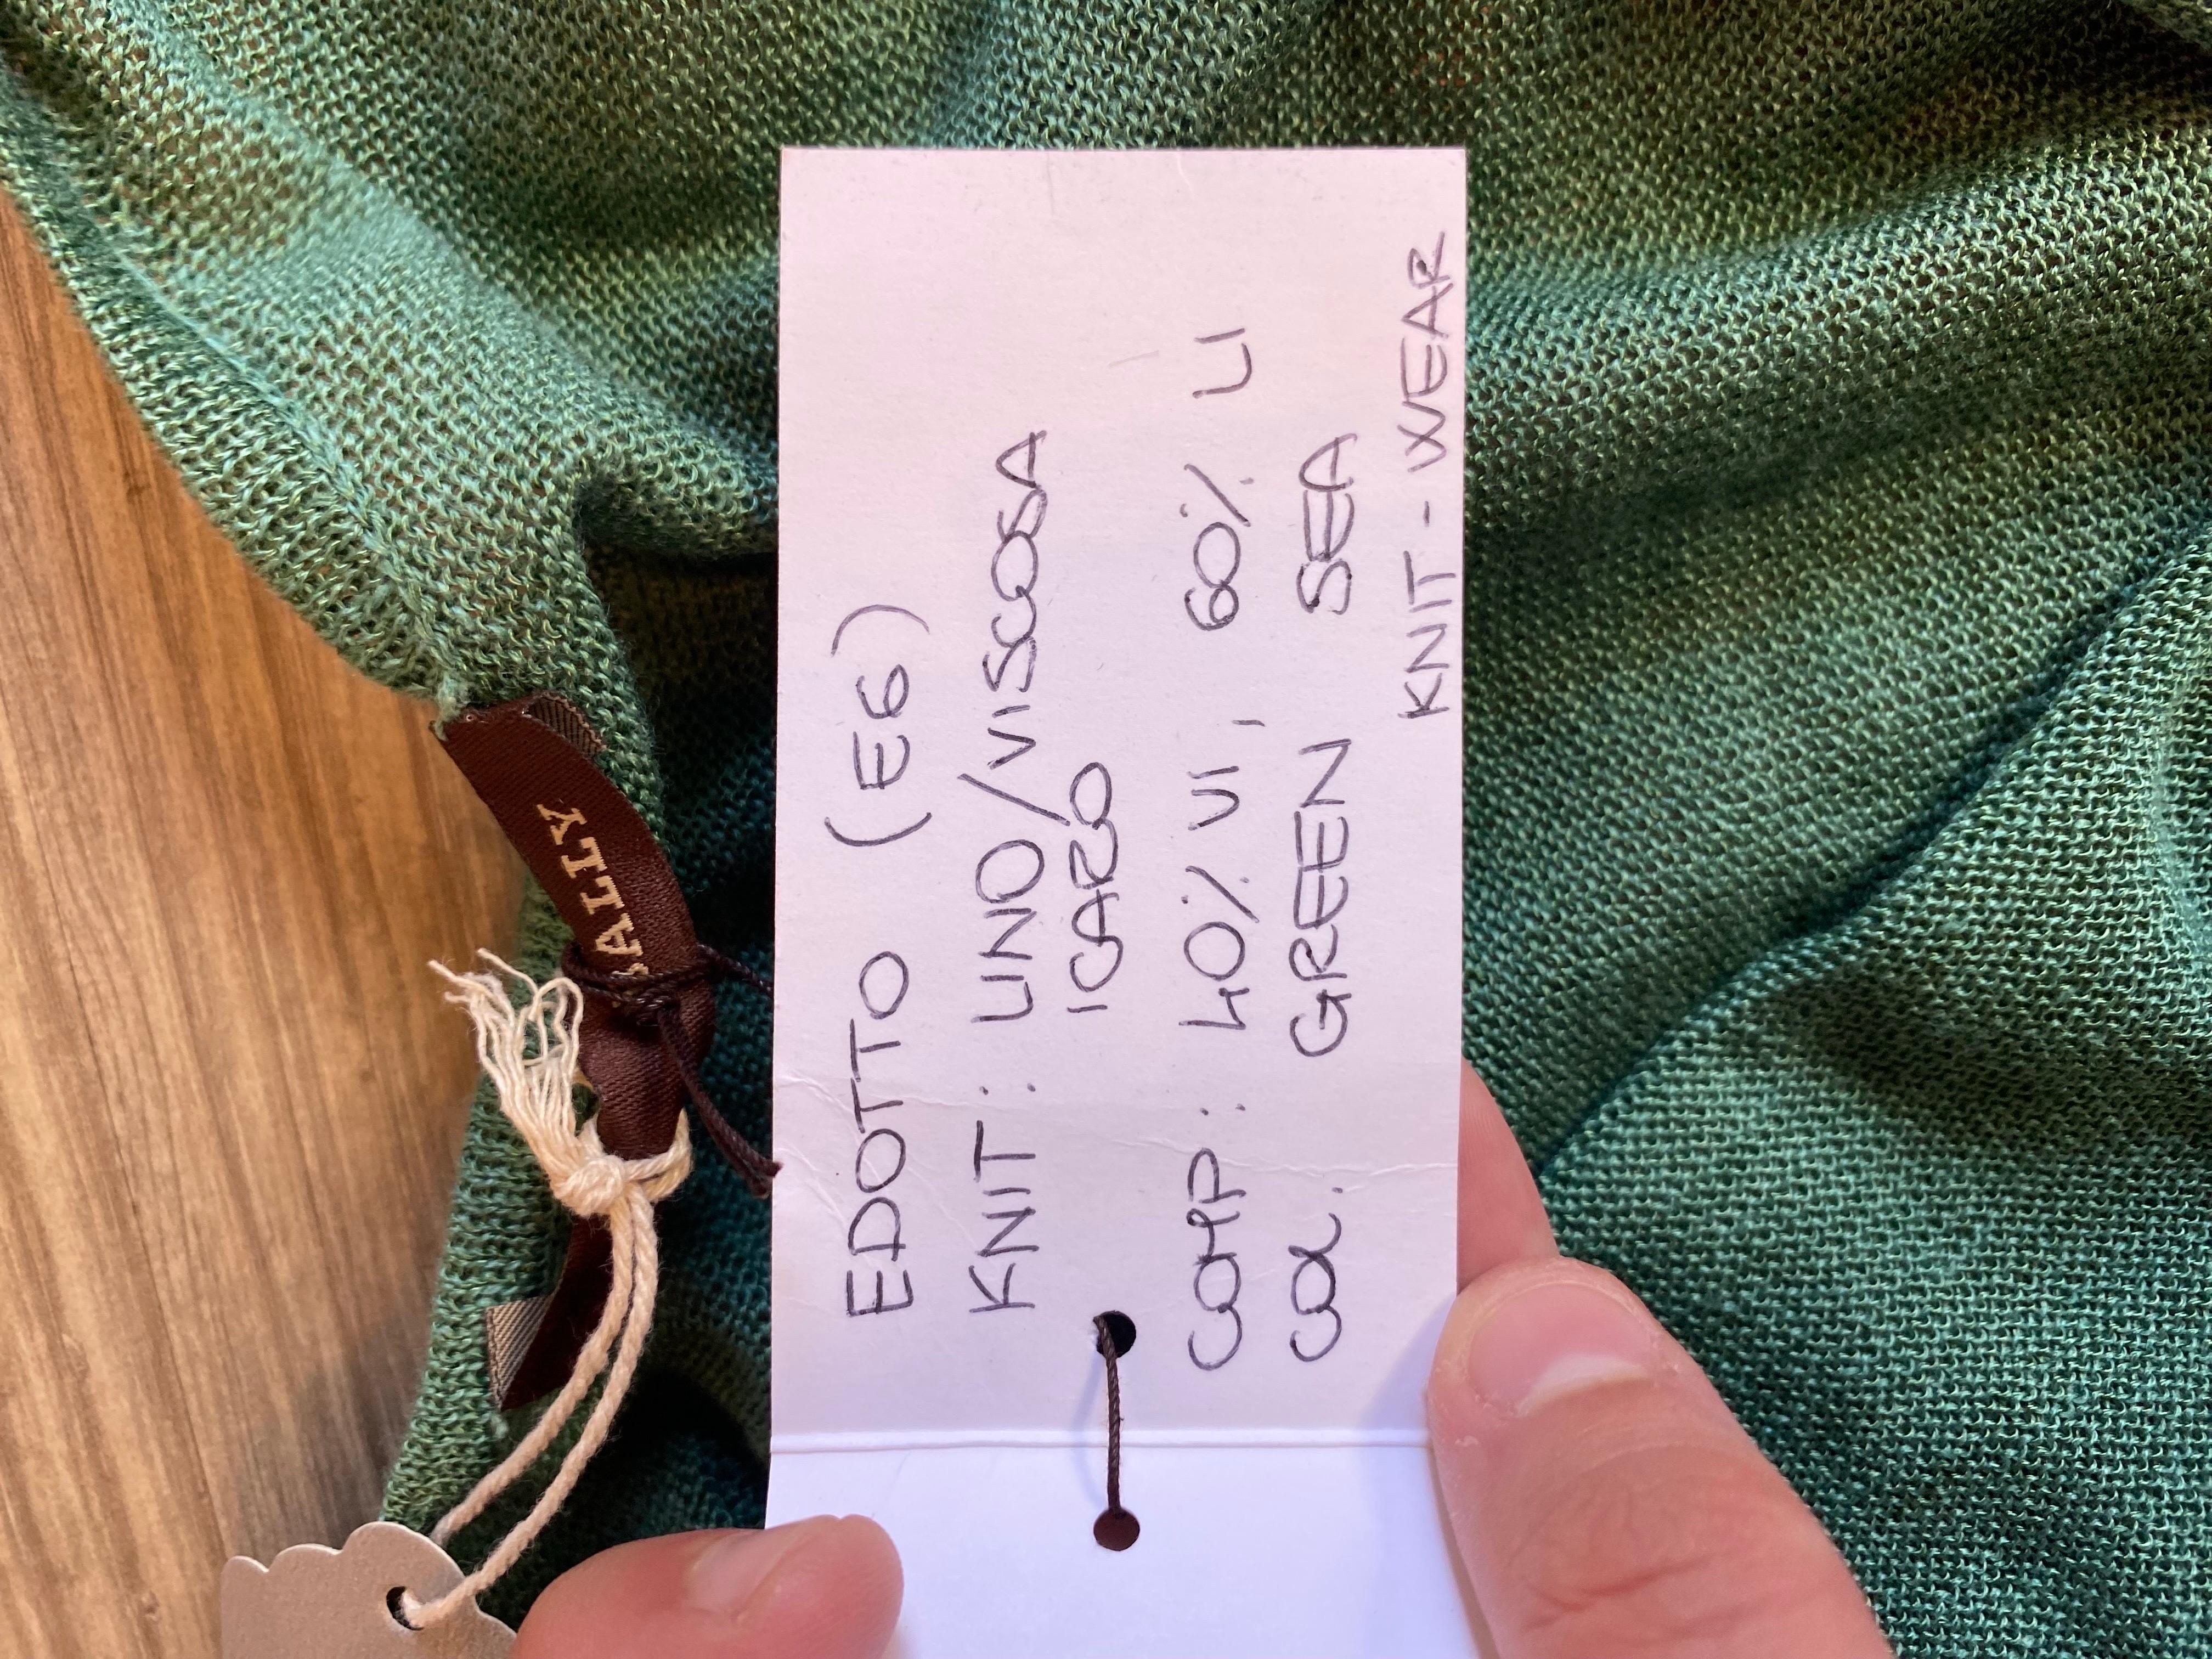 EDOTTO (E6)
KNIT: LINO/VISCOSA
ICARO
COMP: 40% VI, 60% LI
COL. GREEN SEA
KNIT-WEAR
BALLY